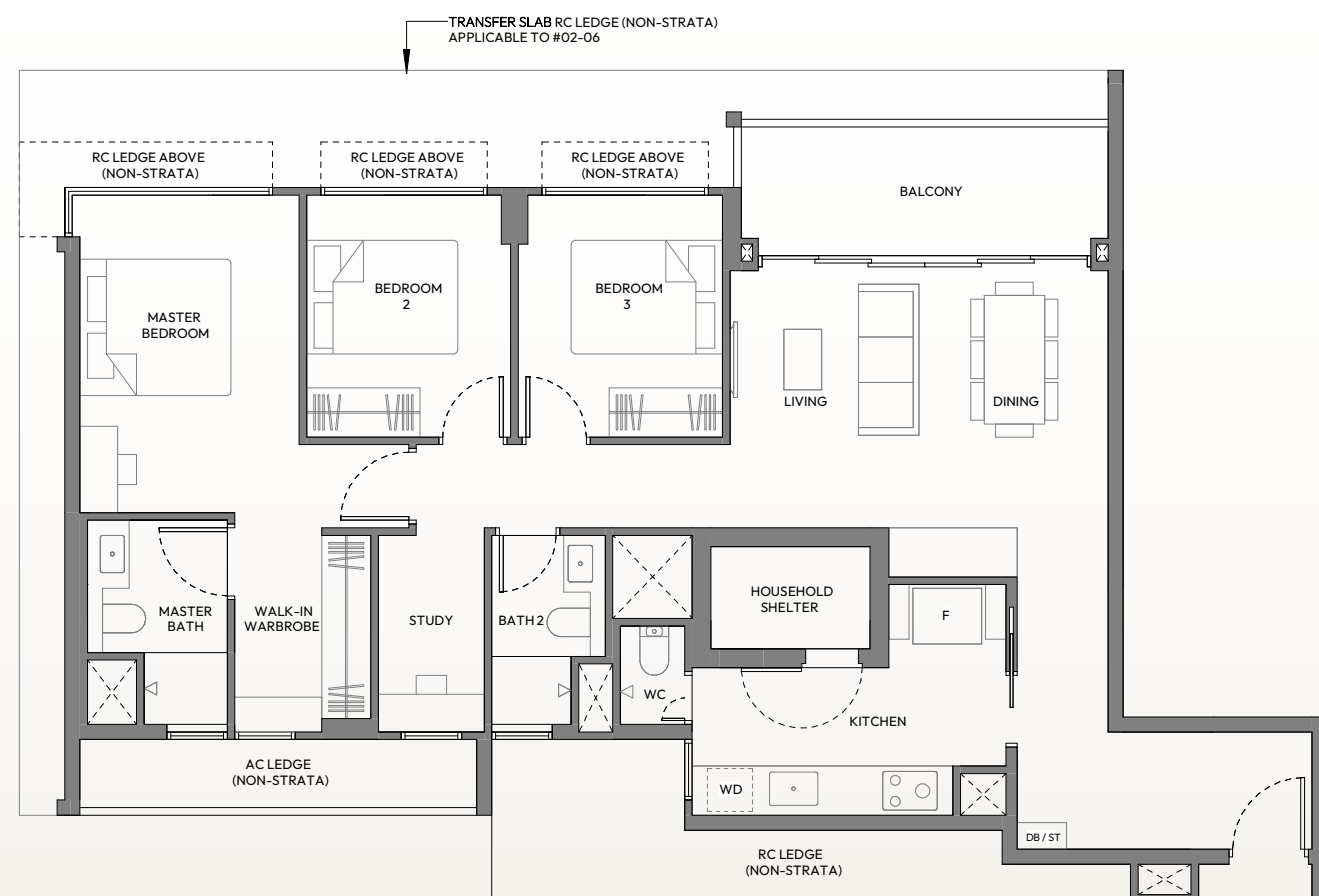 TRANSFER SLAB RC LEDGE (NON-STRATA)
APPLICABLE TO #02-06
RC LEDGE ABOVE
(NON-STRATA)
RC LEDGE ABOVE
(NON-STRATA)
RC LEDGE ABOVE
(NON-STRATA)
BALCONY
MASTER
BEDROOM
BEDROOM
2
BEDROOM
3
LIVING
DINING
MASTER
BATH
WALK-IN
WARBROBE
STUDY
BATH 2
HOUSEHOLD
SHELTER
F
WC
KITCHEN
AC LEDGE
(NON-STRATA)
WD
DB / ST
RC LEDGE
(NON-STRATA)